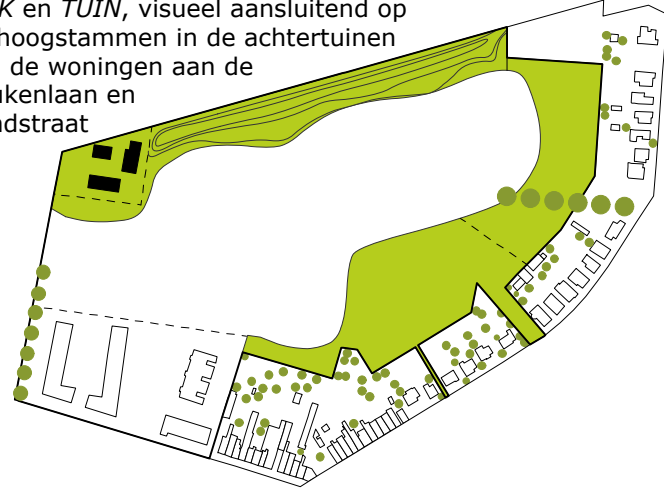 K en TUIN, visueel aansluitend op
hoogstammen in de achtertuinen
de woningen aan de
ukenlaan en
dstraat